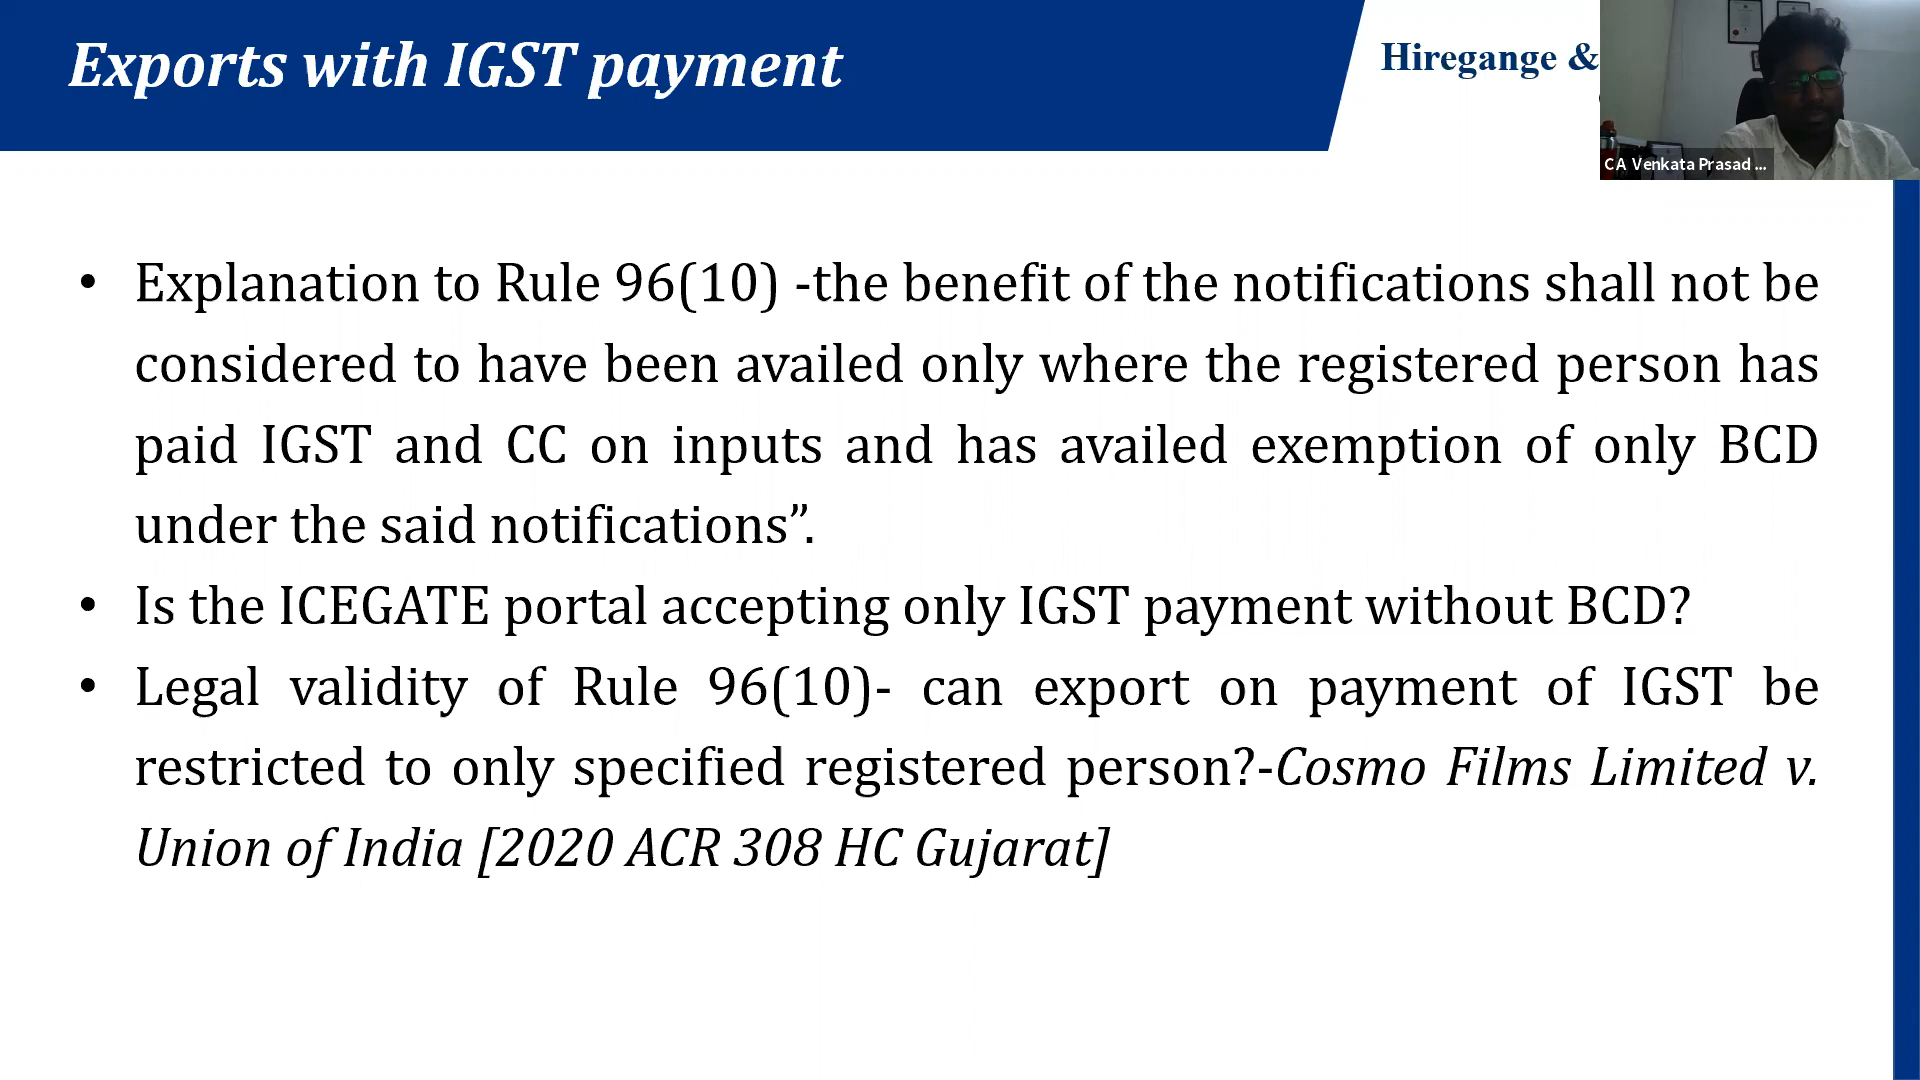 Exports with IGST payment
Hiregange &
CA Venkata Prasad ...
• Explanation to Rule 96(10) -the benefit of the notifications shall not be
considered to have been availed only where the registered person has
paid IGST and CC on inputs and has availed exemption of only BCD
under the said notifications”.
• Is the ICEGATE portal accepting only IGST payment without BCD?
• Legal validity of Rule 96(10)- can export on payment of IGST be
restricted to only specified registered person?-Cosmo Films Limited v.
Union of India [2020 ACR 308 HC Gujarat]